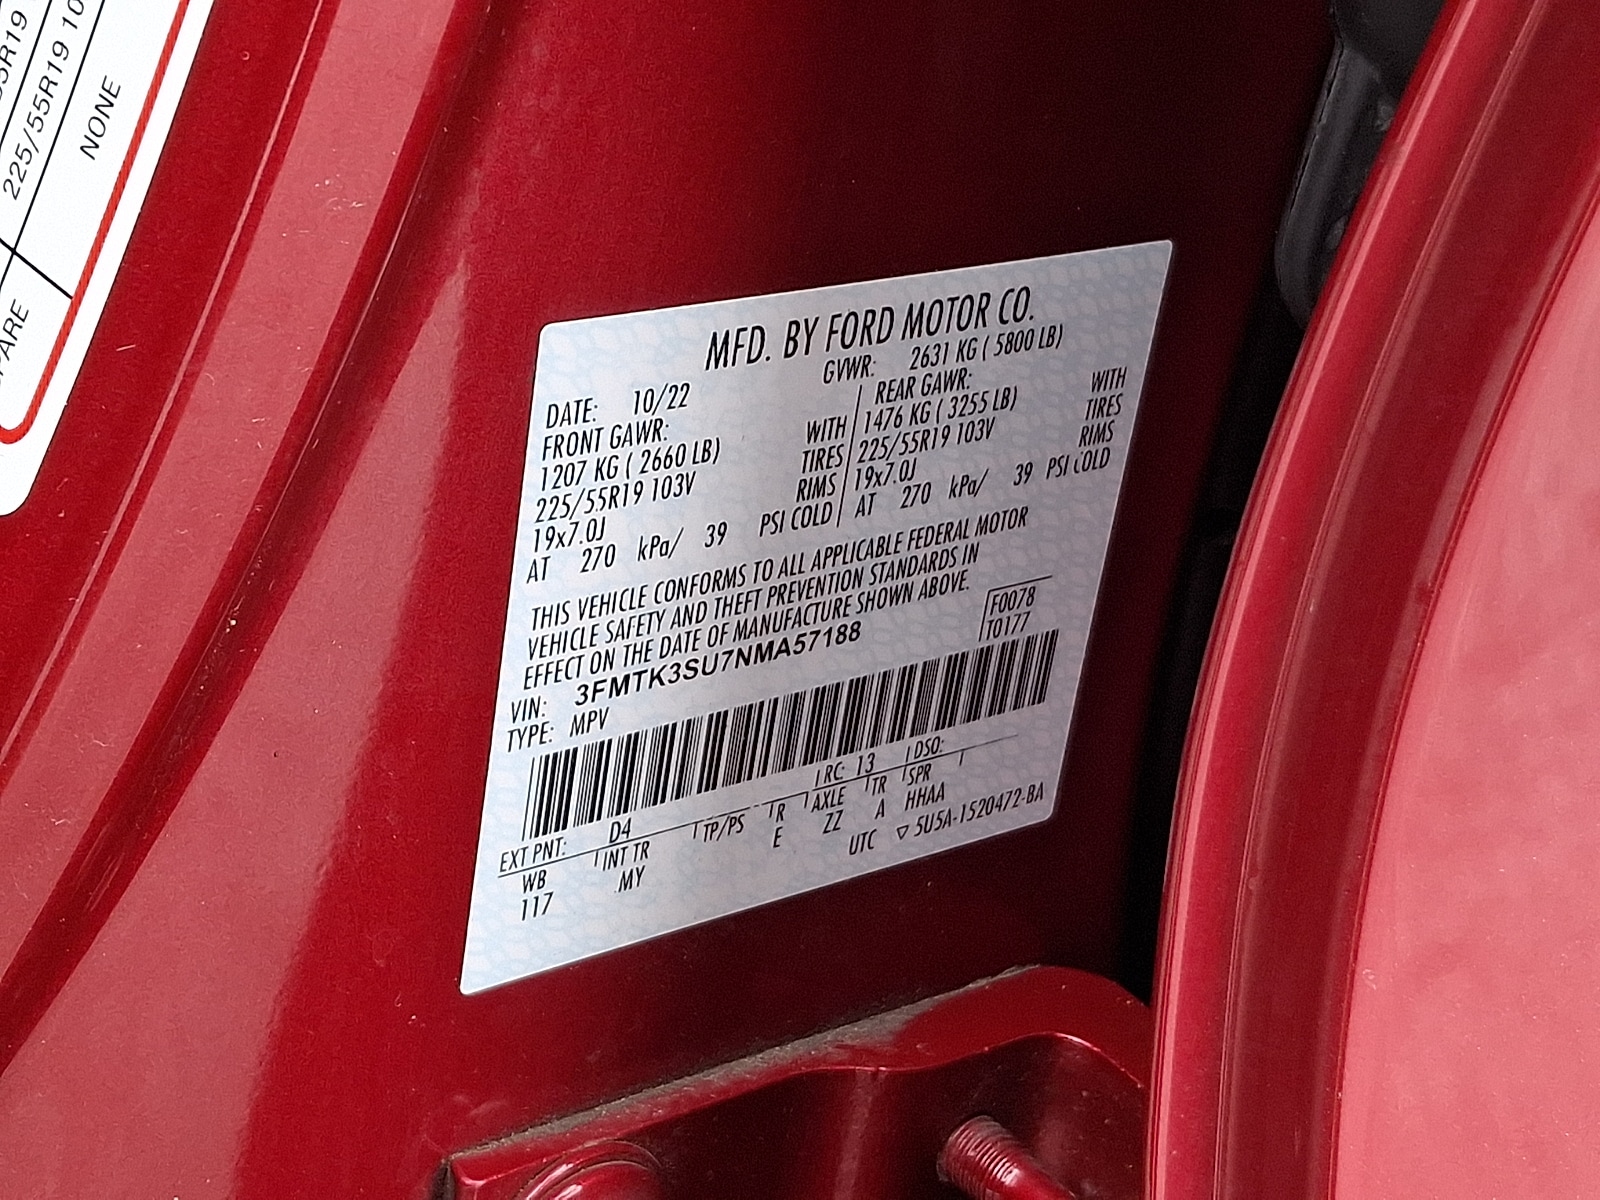 55R19
225/55R19 10
NONE
PARE
MFD. BY FORD MOTOR CO.
DATE: 10/22 GVWR: 2631 KG ( 5800 LB)
FRONT GAWR: REAR GAWR:
1207 KG ( 2660 LB) WITH 1476 KG ( 3255 LB) WITH
225/55R19 103V TIRES 225/55R19 103V TIRES
19x7.0J RIMS 19x7.0J RIMS
AT 270 kPa/ 39 PSI COLD AT 270 kPa/ 39 PSI COLD
THIS VEHICLE CONFORMS TO ALL APPLICABLE FEDERAL MOTOR
VEHICLE SAFETY AND THEFT PREVENTION STANDARDS IN
EFFECT ON THE DATE OF MANUFACTURE SHOWN ABOVE.
VIN: 3FMTK3SU7NMA57188 F0078
TYPE: MPV T0177
EXT PNT: D4 RC: 13 DSO:
WB INT TR TP/PS R AXLE TR SPR
117 MY E ZZ A HHAA
UTC ▽ 5U5A-1520472-BA